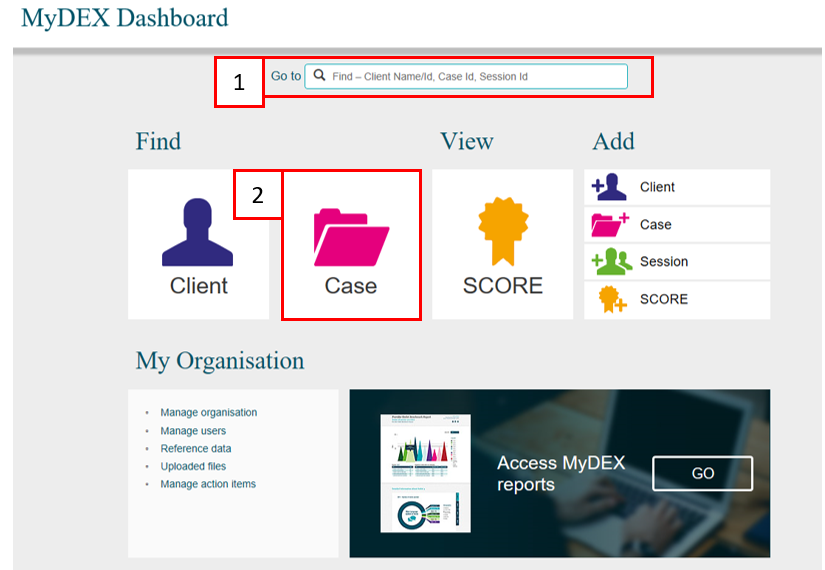 MyDEX Dashboard
1
Go to
Find – Client Name/Id, Case Id, Session Id
Find
View
Add
2
Client
Case
SCORE
Client
Case
Session
SCORE
My Organisation
Manage organisation
Manage users
Reference data
Uploaded files
Manage action items
Access MyDEX
reports
GO